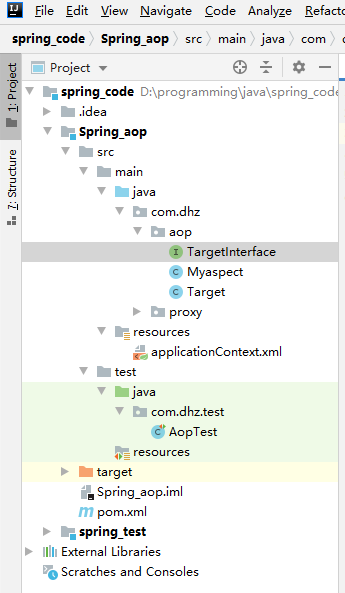 IJ File Edit View Navigate Code Analyze Refacto
spring_code Spring_aop src main java com
Project
1: Project
7: Structure
spring_code D:\programming\java\spring_code
.idea
Spring_aop
src
main
java
com.dhz
aop
TargetInterface
Myaspect
Target
proxy
resources
applicationContext.xml
test
java
com.dhz.test
AopTest
resources
target
Spring_aop.iml
m pom.xml
spring_test
External Libraries
Scratches and Consoles